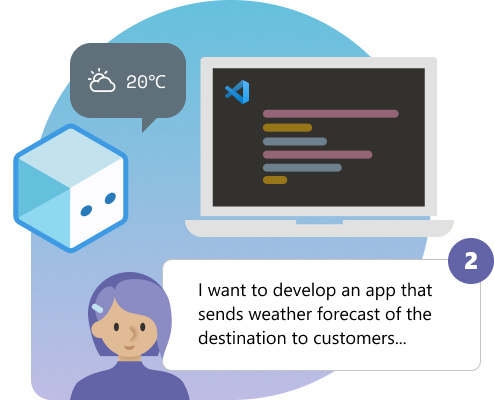 20°C
2
I want to develop an app that
sends weather forecast of the
destination to customers...